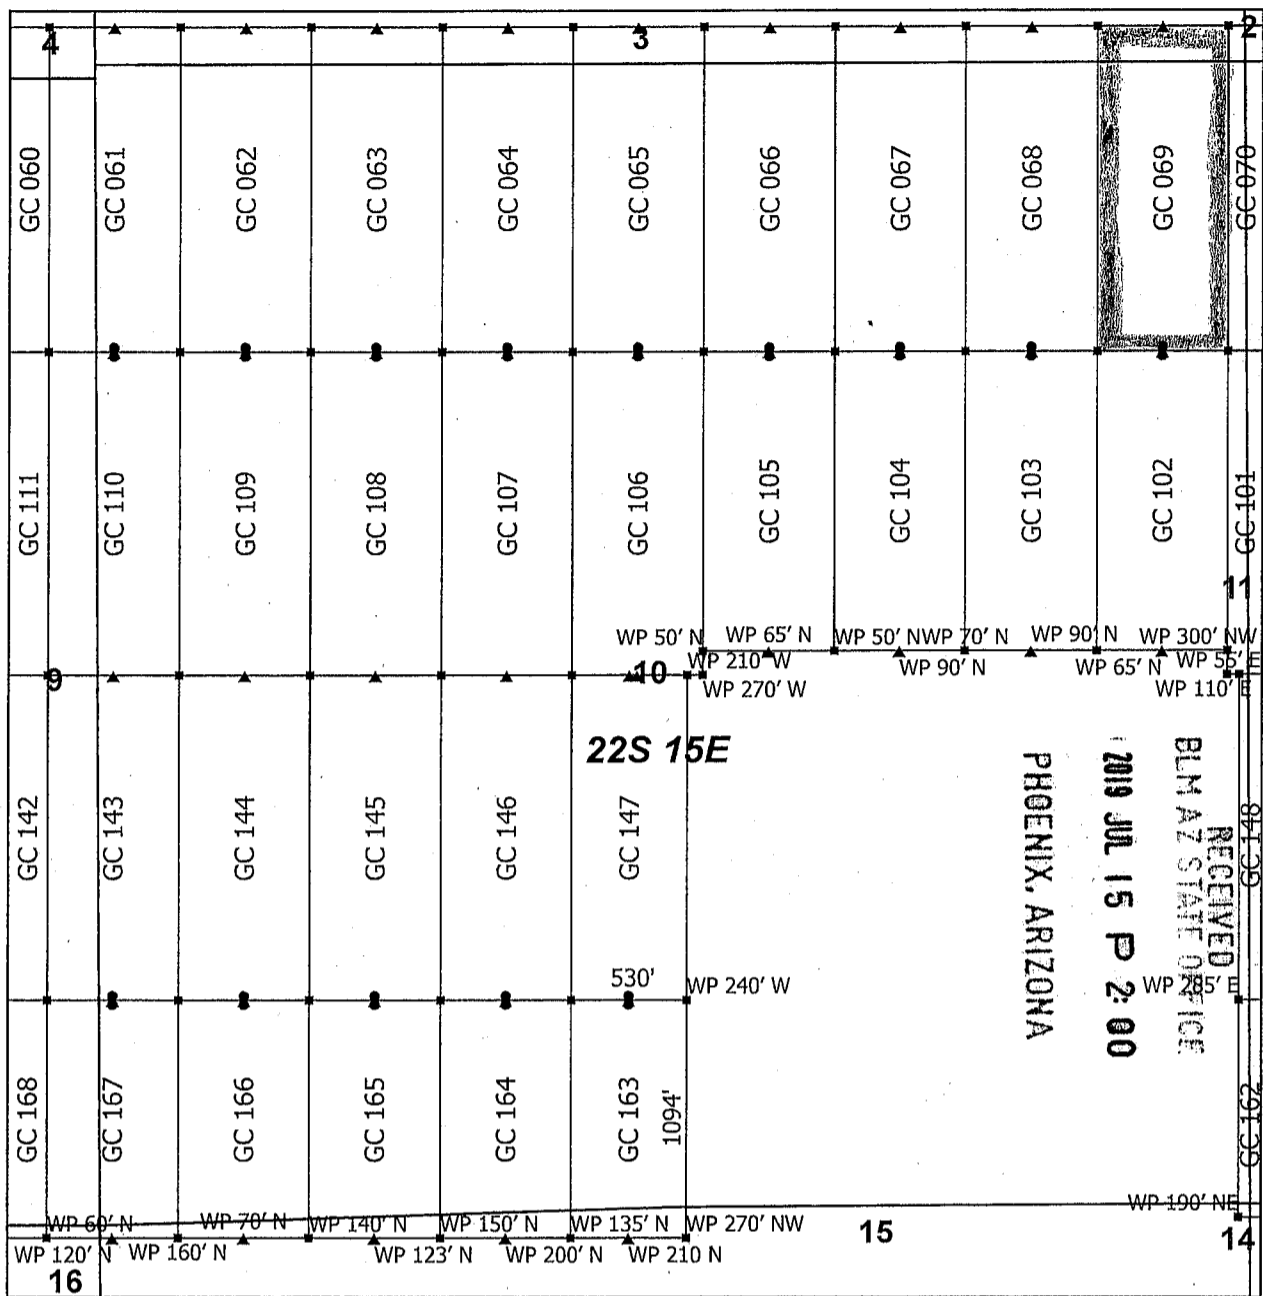 4
3
2
GC 060
GC 061
GC 062
GC 063
GC 064
GC 065
GC 066
GC 067
GC 068
GC 069
GC 070
GC 111
GC 110
GC 109
GC 108
GC 107
GC 106
GC 105
GC 104
GC 103
GC 102
GC 101
11
WP 50' N
WP 65' N
WP 50' N
WP 70' N
WP 90' N
WP 300' NW
WP 210' W
WP 90' N
WP 65' N
WP 55' E
9
10
WP 270' W
WP 110' E
22S 15E
GC 142
GC 143
GC 144
GC 145
GC 146
GC 147
GC 148
RECEIVED
BLM AZ STATE OFFICE
2019 JUL 15 P 2:00
PHOENIX, ARIZONA
530'
WP 240' W
WP 285' E
GC 168
GC 167
GC 166
GC 165
GC 164
GC 163
1094'
GC 162
WP 190' NE
WP 60' N
WP 70' N
WP 140' N
WP 150' N
WP 135' N
WP 270' NW
15
14
WP 120' N
WP 160' N
WP 123' N
WP 200' N
WP 210 N
16